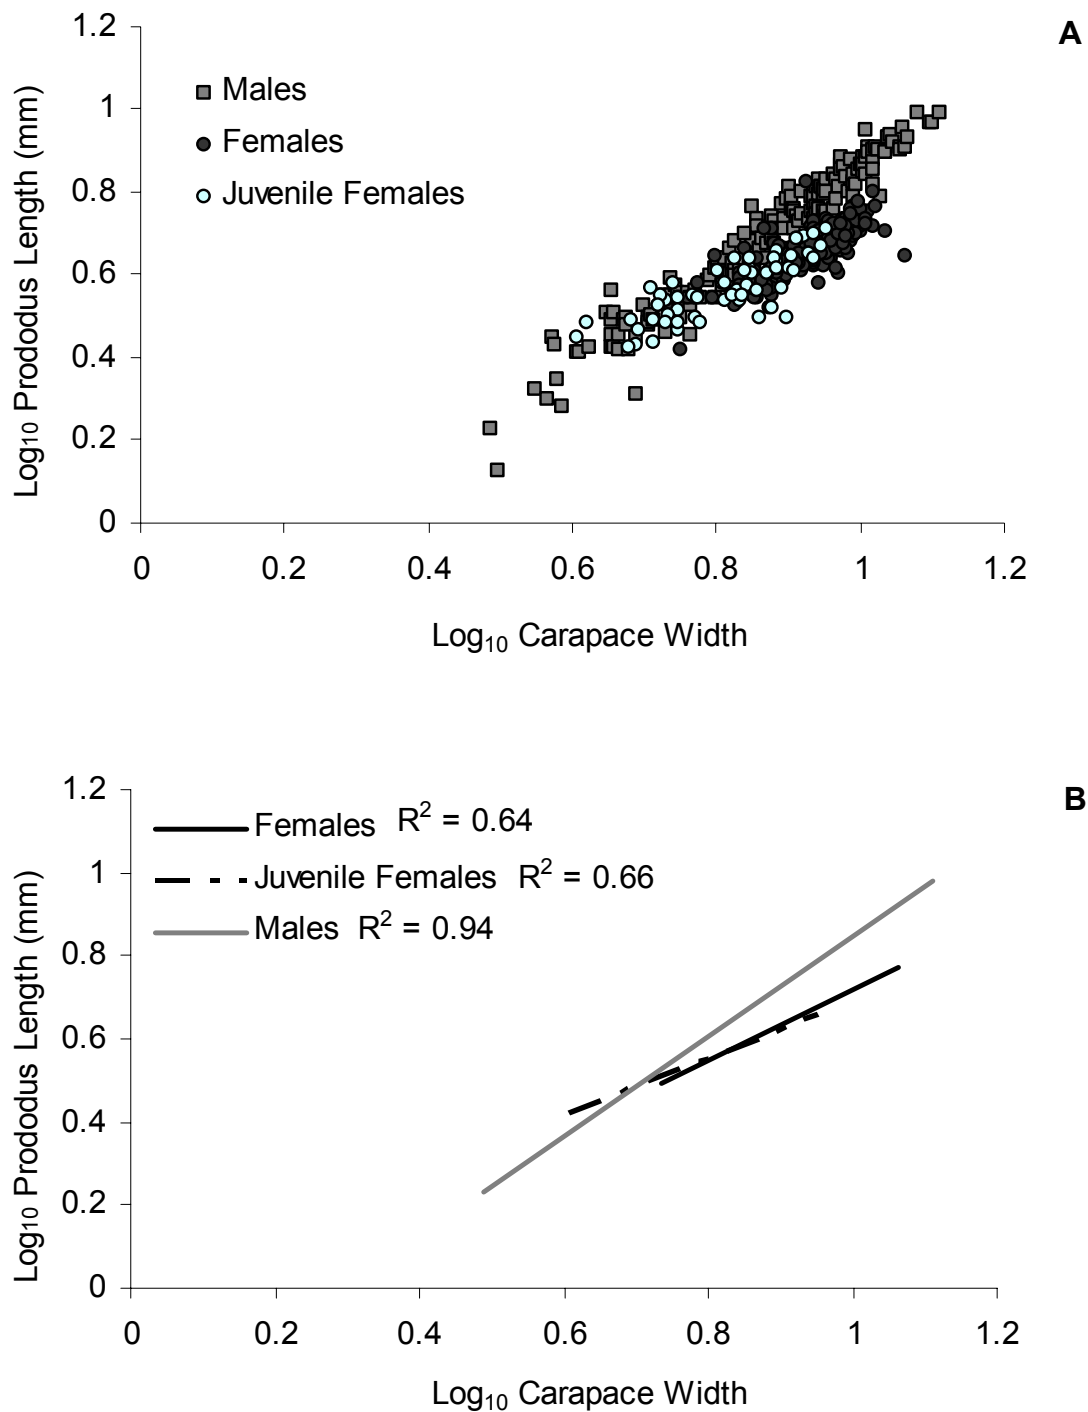 A
1.2
1
0.8
0.6
0.4
0.2
0
Log10 Prododus Length (mm)
Males
Females
Juvenile Females
0 0.2 0.4 0.6 0.8 1 1.2
Log10 Carapace Width
B
1.2
1
0.8
0.6
0.4
0.2
0
Log10 Prododus Length (mm)
Females R2 = 0.64
Juvenile Females R2 = 0.66
Males R2 = 0.94
0 0.2 0.4 0.6 0.8 1 1.2
Log10 Carapace Width